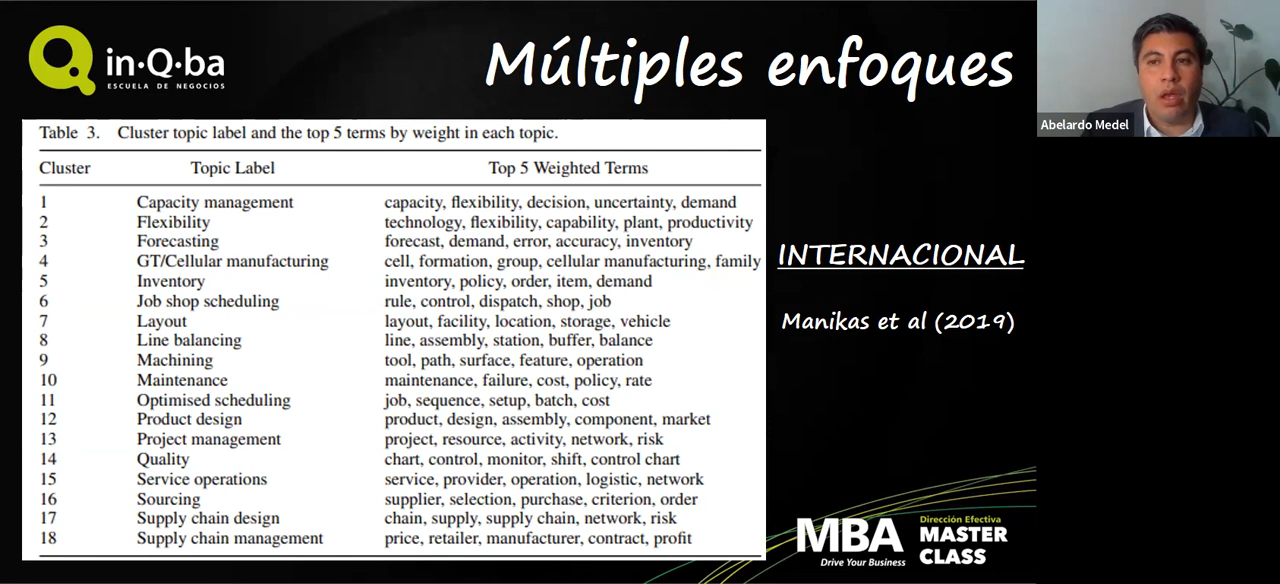 in·Q·ba
ESCUELA DE NEGOCIOS
Múltiples enfoques
Abelardo Medel
Table 3. Cluster topic label and the top 5 terms by weight in each topic.
Cluster Topic Label Top 5 Weighted Terms
1 Capacity management capacity, flexibility, decision, uncertainty, demand
2 Flexibility technology, flexibility, capability, plant, productivity
3 Forecasting forecast, demand, error, accuracy, inventory
4 GT/Cellular manufacturing cell, formation, group, cellular manufacturing, family
5 Inventory inventory, policy, order, item, demand
6 Job shop scheduling rule, control, dispatch, shop, job
7 Layout layout, facility, location, storage, vehicle
8 Line balancing line, assembly, station, buffer, balance
9 Machining tool, path, surface, feature, operation
10 Maintenance maintenance, failure, cost, policy, rate
11 Optimised scheduling job, sequence, setup, batch, cost
12 Product design product, design, assembly, component, market
13 Project management project, resource, activity, network, risk
14 Quality chart, control, monitor, shift, control chart
15 Service operations service, provider, operation, logistic, network
16 Sourcing supplier, selection, purchase, criterion, order
17 Supply chain design chain, supply, supply chain, network, risk
18 Supply chain management price, retailer, manufacturer, contract, profit
INTERNACIONAL
Manikas et al (2019)
MBA
Drive Your Business
Dirección Efectiva
MASTER
CLASS